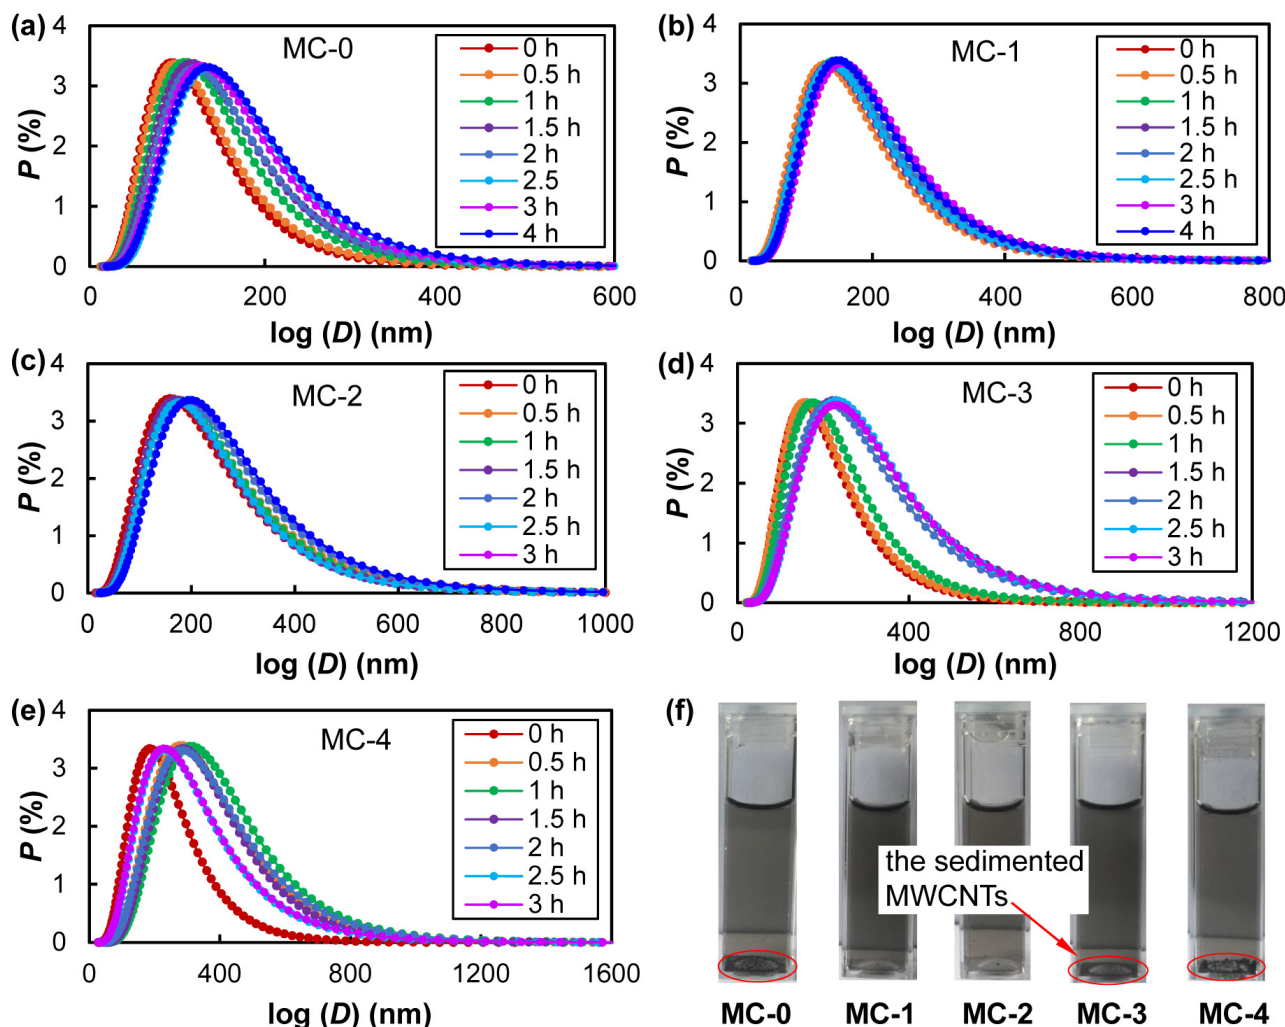 (a)
MC-0
P (%)
4
3
2
1
0
0 200 400 600
log (D) (nm)
0 h
0.5 h
1 h
1.5 h
2 h
2.5
3 h
4 h
(b)
MC-1
P (%)
4
3
2
1
0
0 200 400 600 800
log (D) (nm)
0 h
0.5 h
1 h
1.5 h
2 h
2.5 h
3 h
4 h
(c)
MC-2
P (%)
4
3
2
1
0
0 200 400 600 800 1000
log (D) (nm)
0 h
0.5 h
1 h
1.5 h
2 h
2.5 h
3 h
(d)
MC-3
P (%)
4
3
2
1
0
0 400 800 1200
log (D) (nm)
0 h
0.5 h
1 h
1.5 h
2 h
2.5 h
3 h
(e)
MC-4
P (%)
4
3
2
1
0
0 400 800 1200 1600
log (D) (nm)
0 h
0.5 h
1 h
1.5 h
2 h
2.5 h
3 h
(f)
the sedimented
MWCNTs
MC-0 MC-1 MC-2 MC-3 MC-4